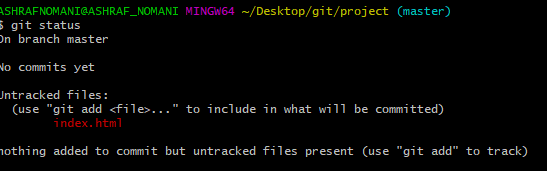 ASHRAFNOMANI@ASHRAF_NOMANI MINGW64 ~/Desktop/git/project (master)
$ git status
On branch master
No commits yet
Untracked files:
(use "git add <file>..." to include in what will be committed)
index.html
nothing added to commit but untracked files present (use "git add" to track)